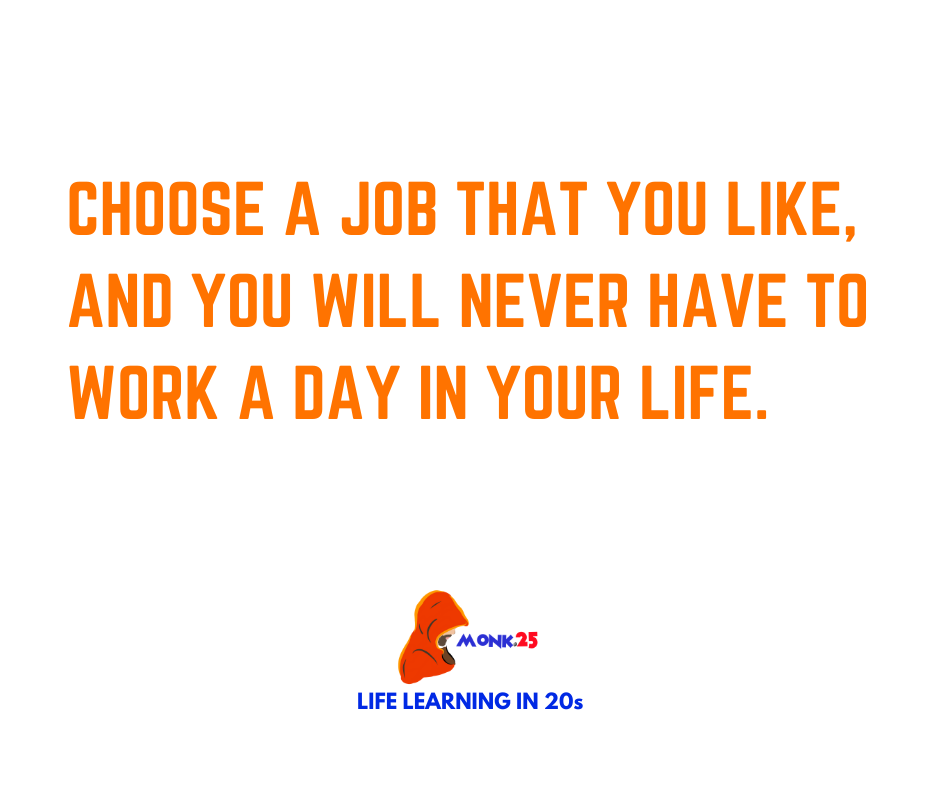 CHOOSE A JOB THAT YOU LIKE,
AND YOU WILL NEVER HAVE TO
WORK A DAY IN YOUR LIFE.
MONK.25
LIFE LEARNING IN 20s